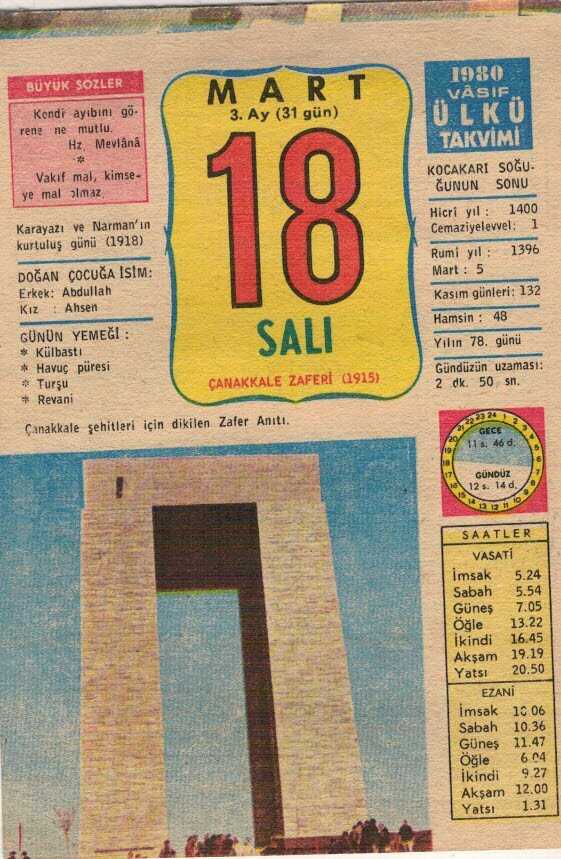 BÜYÜK SÖZLER
Kendi ayıbını gö-
rene ne mutlu.
Hz. Mevlânâ
*
Vakıf mal, kimse-
ye mal olmaz
Karayazı ve Narman'ın
kurtuluş günü (1918)
DOĞAN ÇOCUĞA İSİM:
Erkek: Abdullah
Kız : Ahsen
GÜNÜN YEMEĞİ :
* Külbastı
* Havuç püresi
* Turşu
* Revani
MART
3. Ay (31 gün)
18
SALI
ÇANAKKALE ZAFERİ (1915)
1980
VÂSIF
ÜLKÜ
TAKVİMİ
KOCAKARI SOĞU-
ĞUNUN SONU
Hicri yıl : 1400
Cemaziyelevvel: 1
Rumi yıl : 1396
Mart : 5
Kasım günleri: 132
Hamsin : 48
Yılın 78. günü
Gündüzün uzaması:
2 dk. 50 sn.
Çanakkale şehitleri için dikilen Zafer Anıtı.
GECE
11 s. 46 d.
GÜNDÜZ
12 s. 14 d.
SAATLER
VASATİ
İmsak 5.24
Sabah 5.54
Güneş 7.05
Öğle 13.22
İkindi 16.45
Akşam 19.19
Yatsı 20.50
EZANİ
İmsak 10.06
Sabah 10.36
Güneş 11.47
Öğle 6.04
İkindi 9.27
Akşam 12.00
Yatsı 1.31